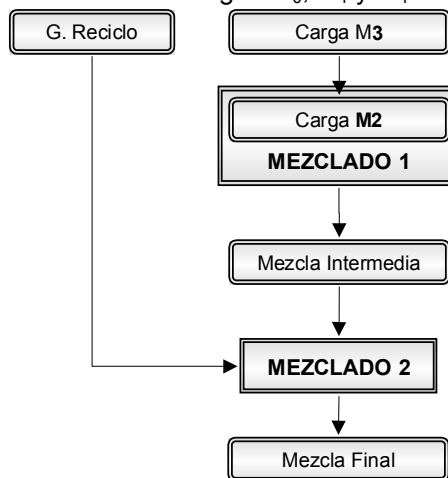 G. Reciclo
Carga M3
Carga M2
MEZCLADO 1
Mezcla Intermedia
MEZCLADO 2
Mezcla Final